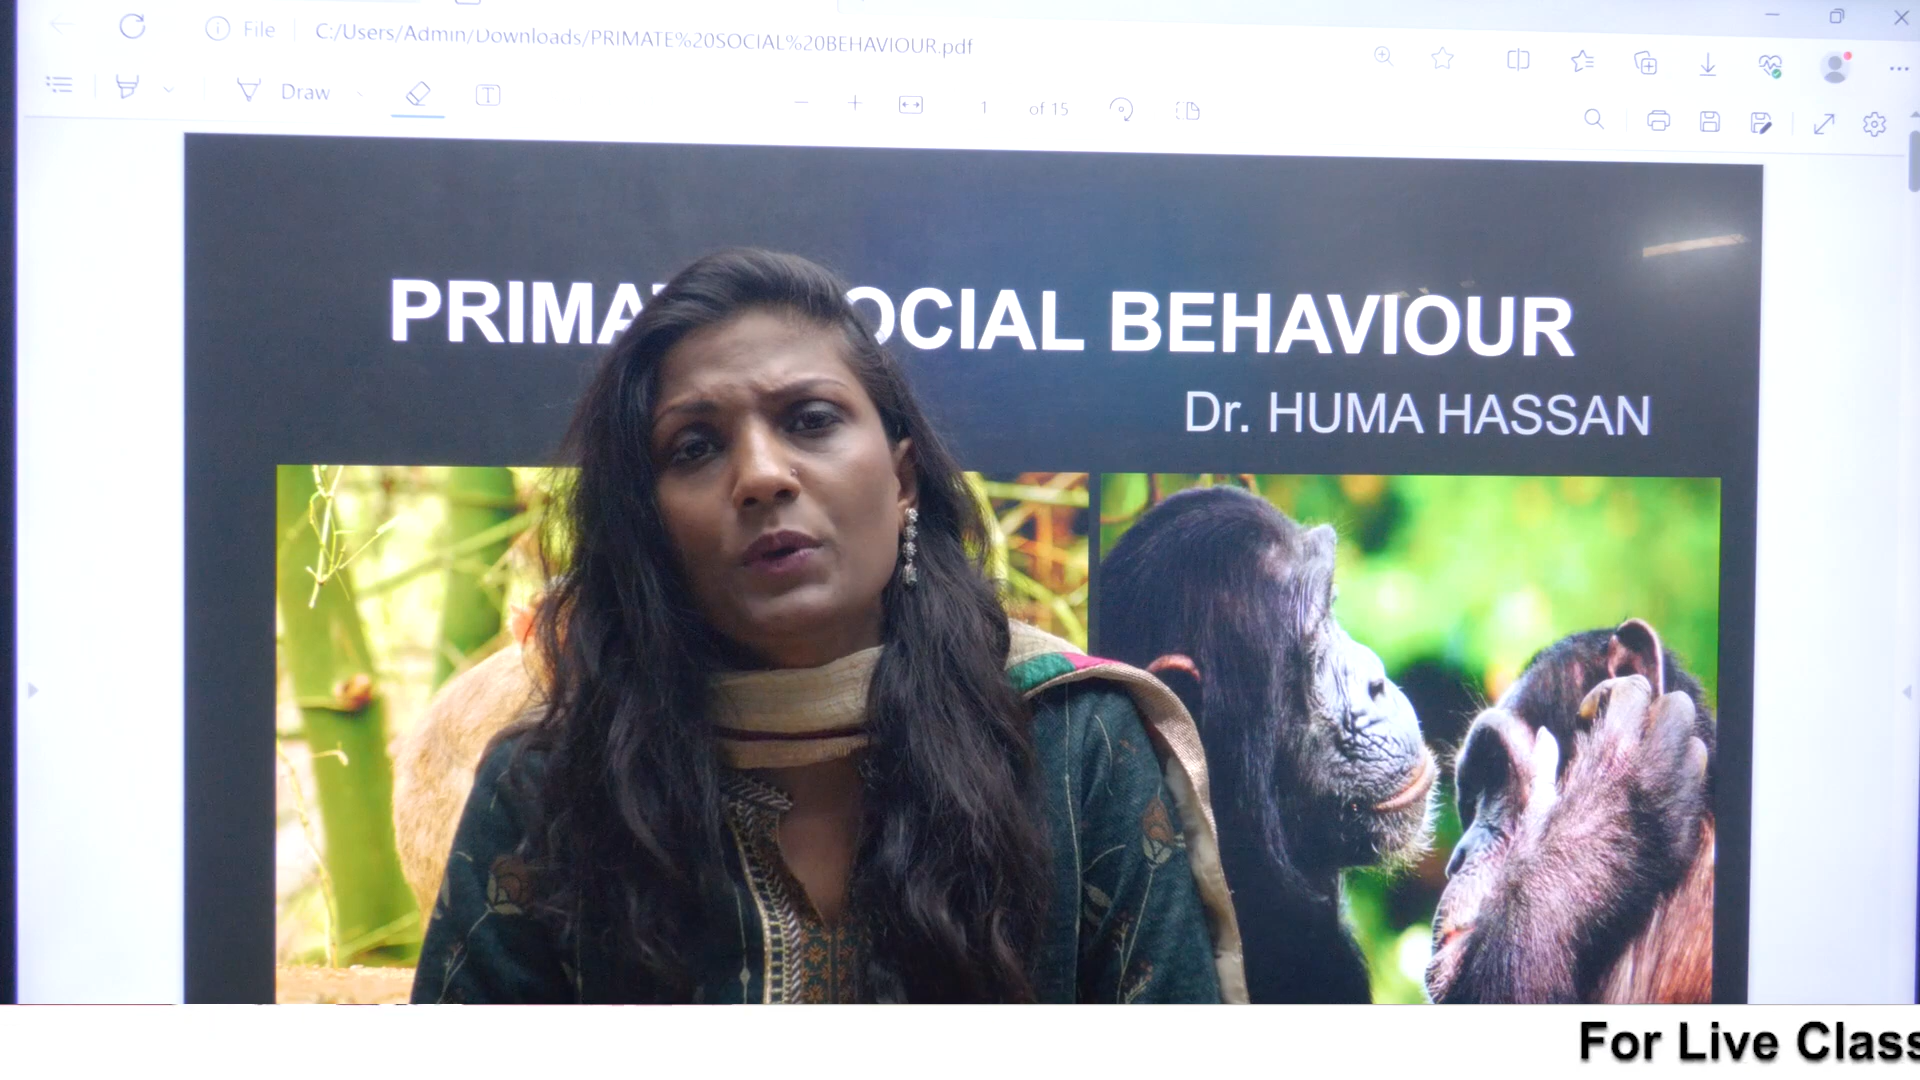 File
C:/Users/Admin/Downloads/PRIMATE%20SOCIAL%20BEHAVIOUR.pdf
Draw
1 of 15
PRIMA OCIAL BEHAVIOUR
Dr. HUMA HASSAN
For Live Class